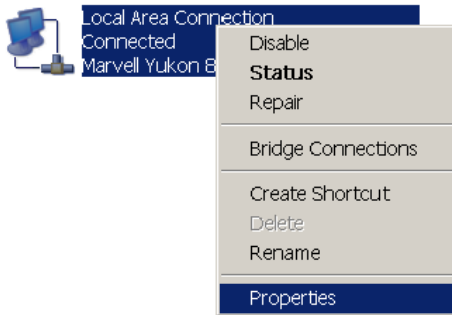 Local Area Connection
Connected
Marvell Yukon 8
Disable
Status
Repair
Bridge Connections
Create Shortcut
Delete
Rename
Properties